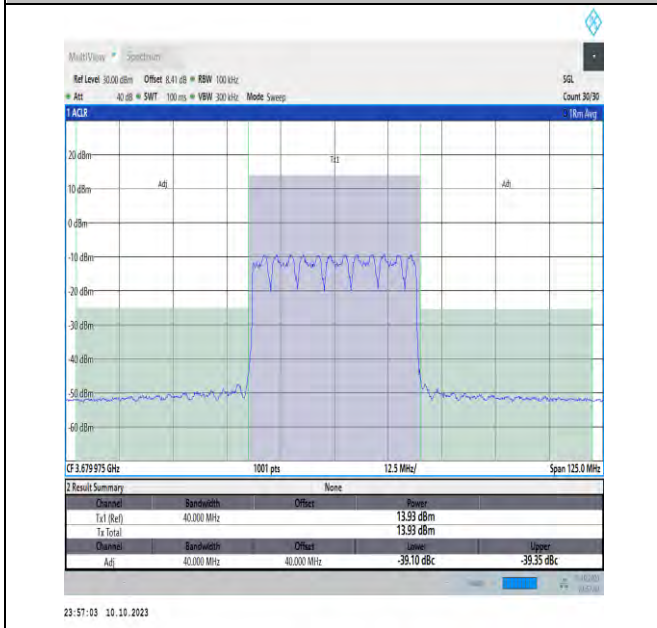 MultiView Spectrum
Ref Level 30.00 dBm Offset 8.41 dB RBW 100 kHz SGL
Att 40 dB SWT 100 ms VBW 300 kHz Mode Sweep Count 30/30
1 ACLR 1Rm Avg
20 dBm
Tx1
Adj Adj
10 dBm
0 dBm
-10 dBm
-20 dBm
-30 dBm
-40 dBm
-50 dBm
-60 dBm
CF 3.679 975 GHz 1001 pts 12.5 MHz/ Span 125.0 MHz
2 Result Summary None
Channel Bandwidth Offset Power
Tx1 (Ref) 40.000 MHz 13.93 dBm
Tx Total 13.93 dBm
Channel Bandwidth Offset Lower Upper
Adj 40.000 MHz 40.000 MHz -39.10 dBc -39.35 dBc
23:57:03 10.10.2023